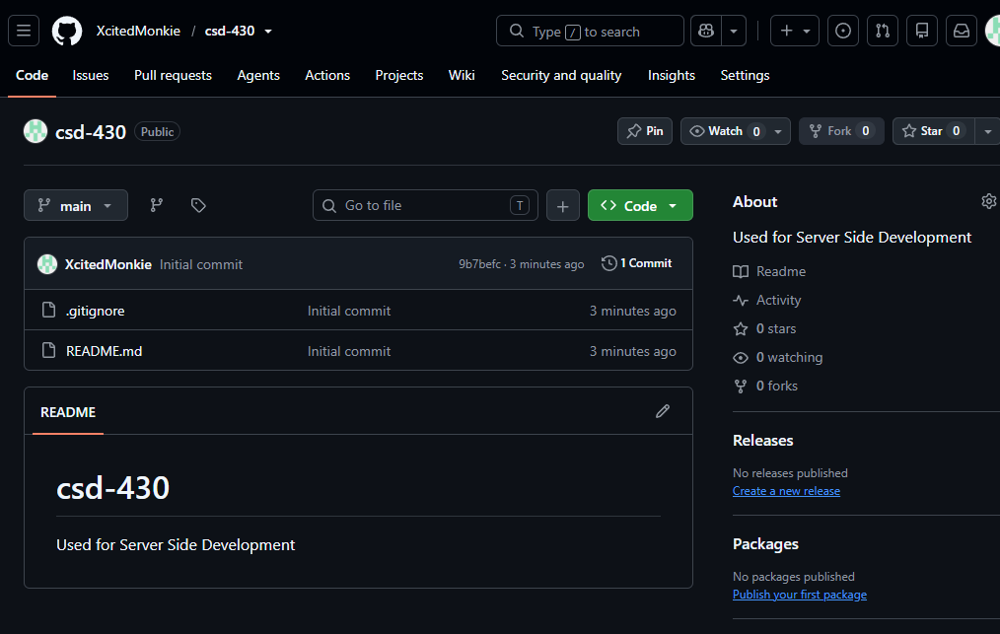 XcitedMonkie / csd-430
Type / to search
Code Issues Pull requests Agents Actions Projects Wiki Security and quality Insights Settings
csd-430 Public
Pin Watch 0 Fork 0 Star 0
main
Go to file T
Code
XcitedMonkie Initial commit 9b7befc · 3 minutes ago 1 Commit
.gitignore Initial commit 3 minutes ago
README.md Initial commit 3 minutes ago
README
csd-430
Used for Server Side Development
About
Used for Server Side Development
Readme
Activity
0 stars
0 watching
0 forks
Releases
No releases published
Create a new release
Packages
No packages published
Publish your first package